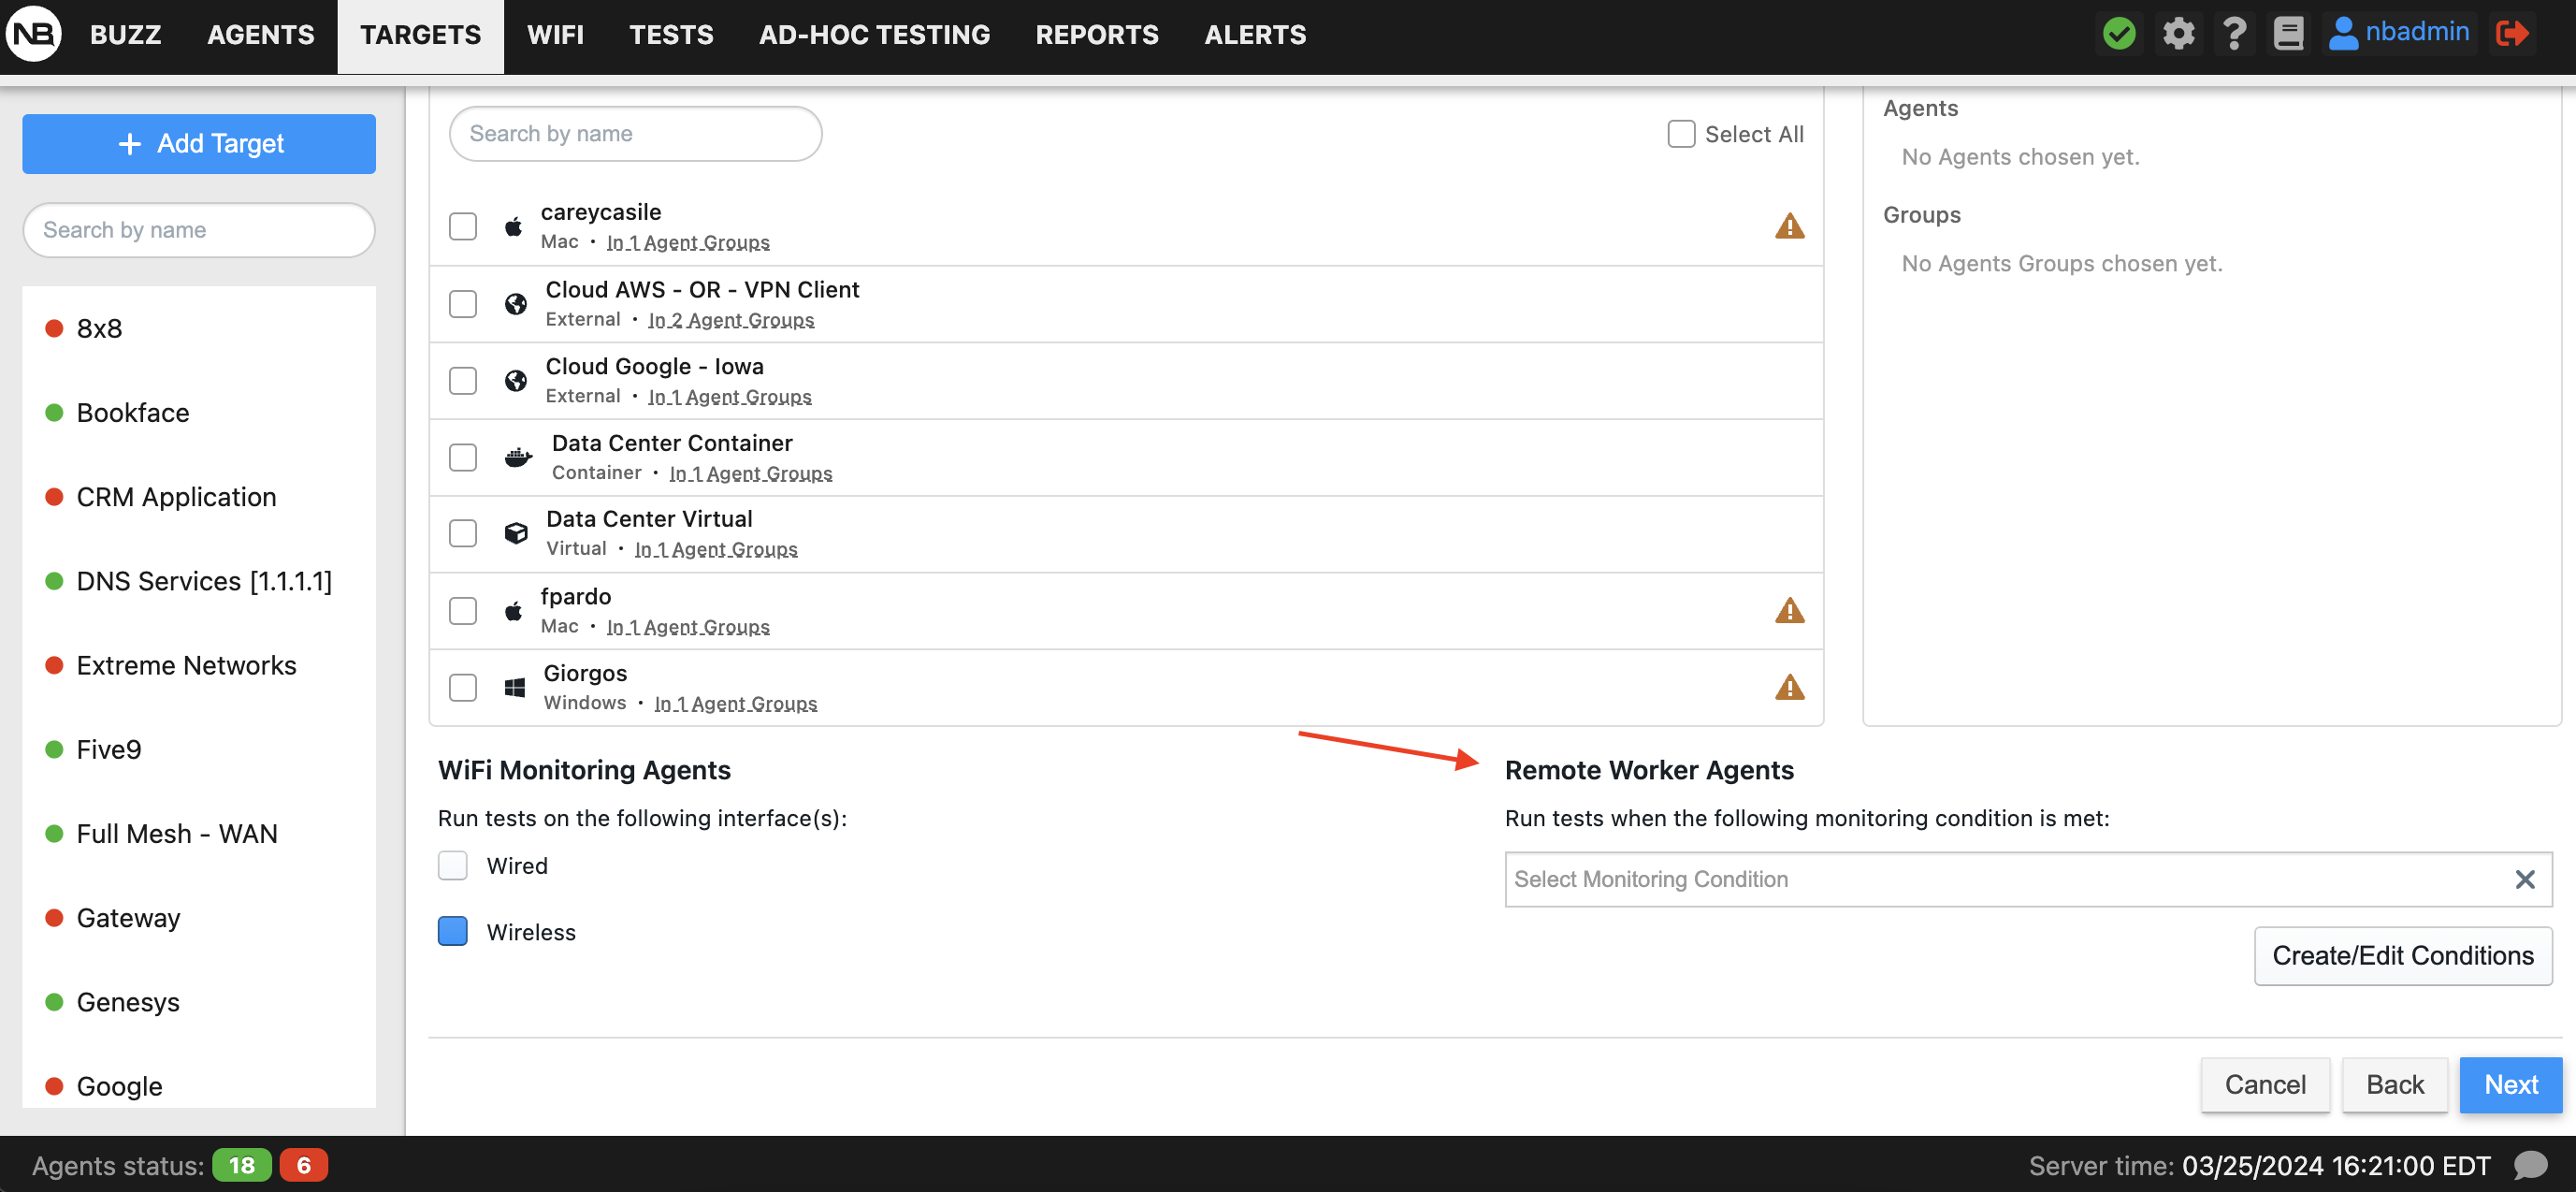 NB BUZZ AGENTS TARGETS WIFI TESTS AD-HOC TESTING REPORTS ALERTS nbadmin
+ Add Target
Search by name
8x8
Bookface
CRM Application
DNS Services [1.1.1.1]
Extreme Networks
Five9
Full Mesh - WAN
Gateway
Genesys
Google
Search by name
Select All
careycasile
Mac • In 1 Agent Groups
Cloud AWS - OR - VPN Client
External • In 2 Agent Groups
Cloud Google - Iowa
External • In 1 Agent Groups
Data Center Container
Container • In 1 Agent Groups
Data Center Virtual
Virtual • In 1 Agent Groups
fpardo
Mac • In 1 Agent Groups
Giorgos
Windows • In 1 Agent Groups
Agents
No Agents chosen yet.
Groups
No Agents Groups chosen yet.
WiFi Monitoring Agents
Run tests on the following interface(s):
Wired
Wireless
Remote Worker Agents
Run tests when the following monitoring condition is met:
Select Monitoring Condition
Create/Edit Conditions
Cancel Back Next
Agents status: 18 6
Server time: 03/25/2024 16:21:00 EDT